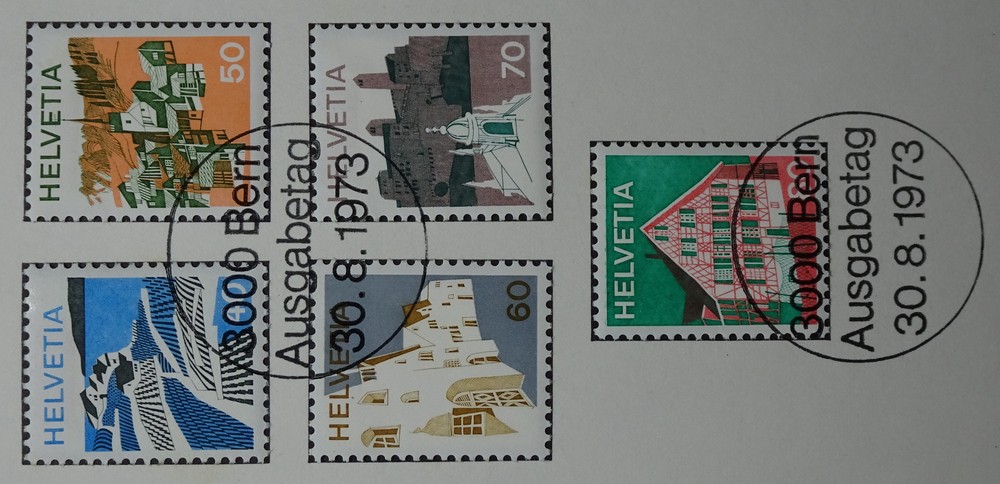 HELVETIA
50
HELVETIA
70
3000 Bern
Ausgabetag
30.8.1973
HELVETIA
HELVETIA
60
HELVETIA
3000 Bern
Ausgabetag
30.8.1973